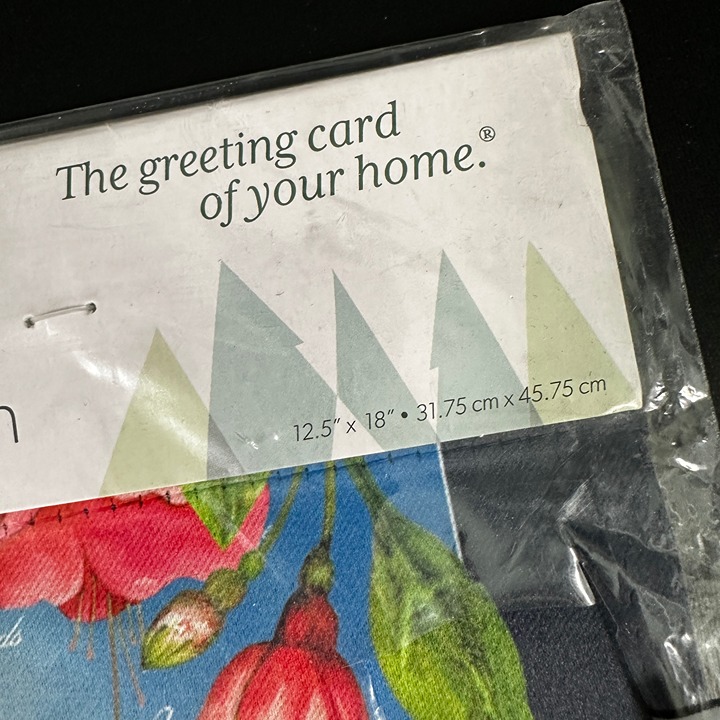 The greeting card
of your home.®
12.5" x 18" • 31.75 cm x 45.75 cm